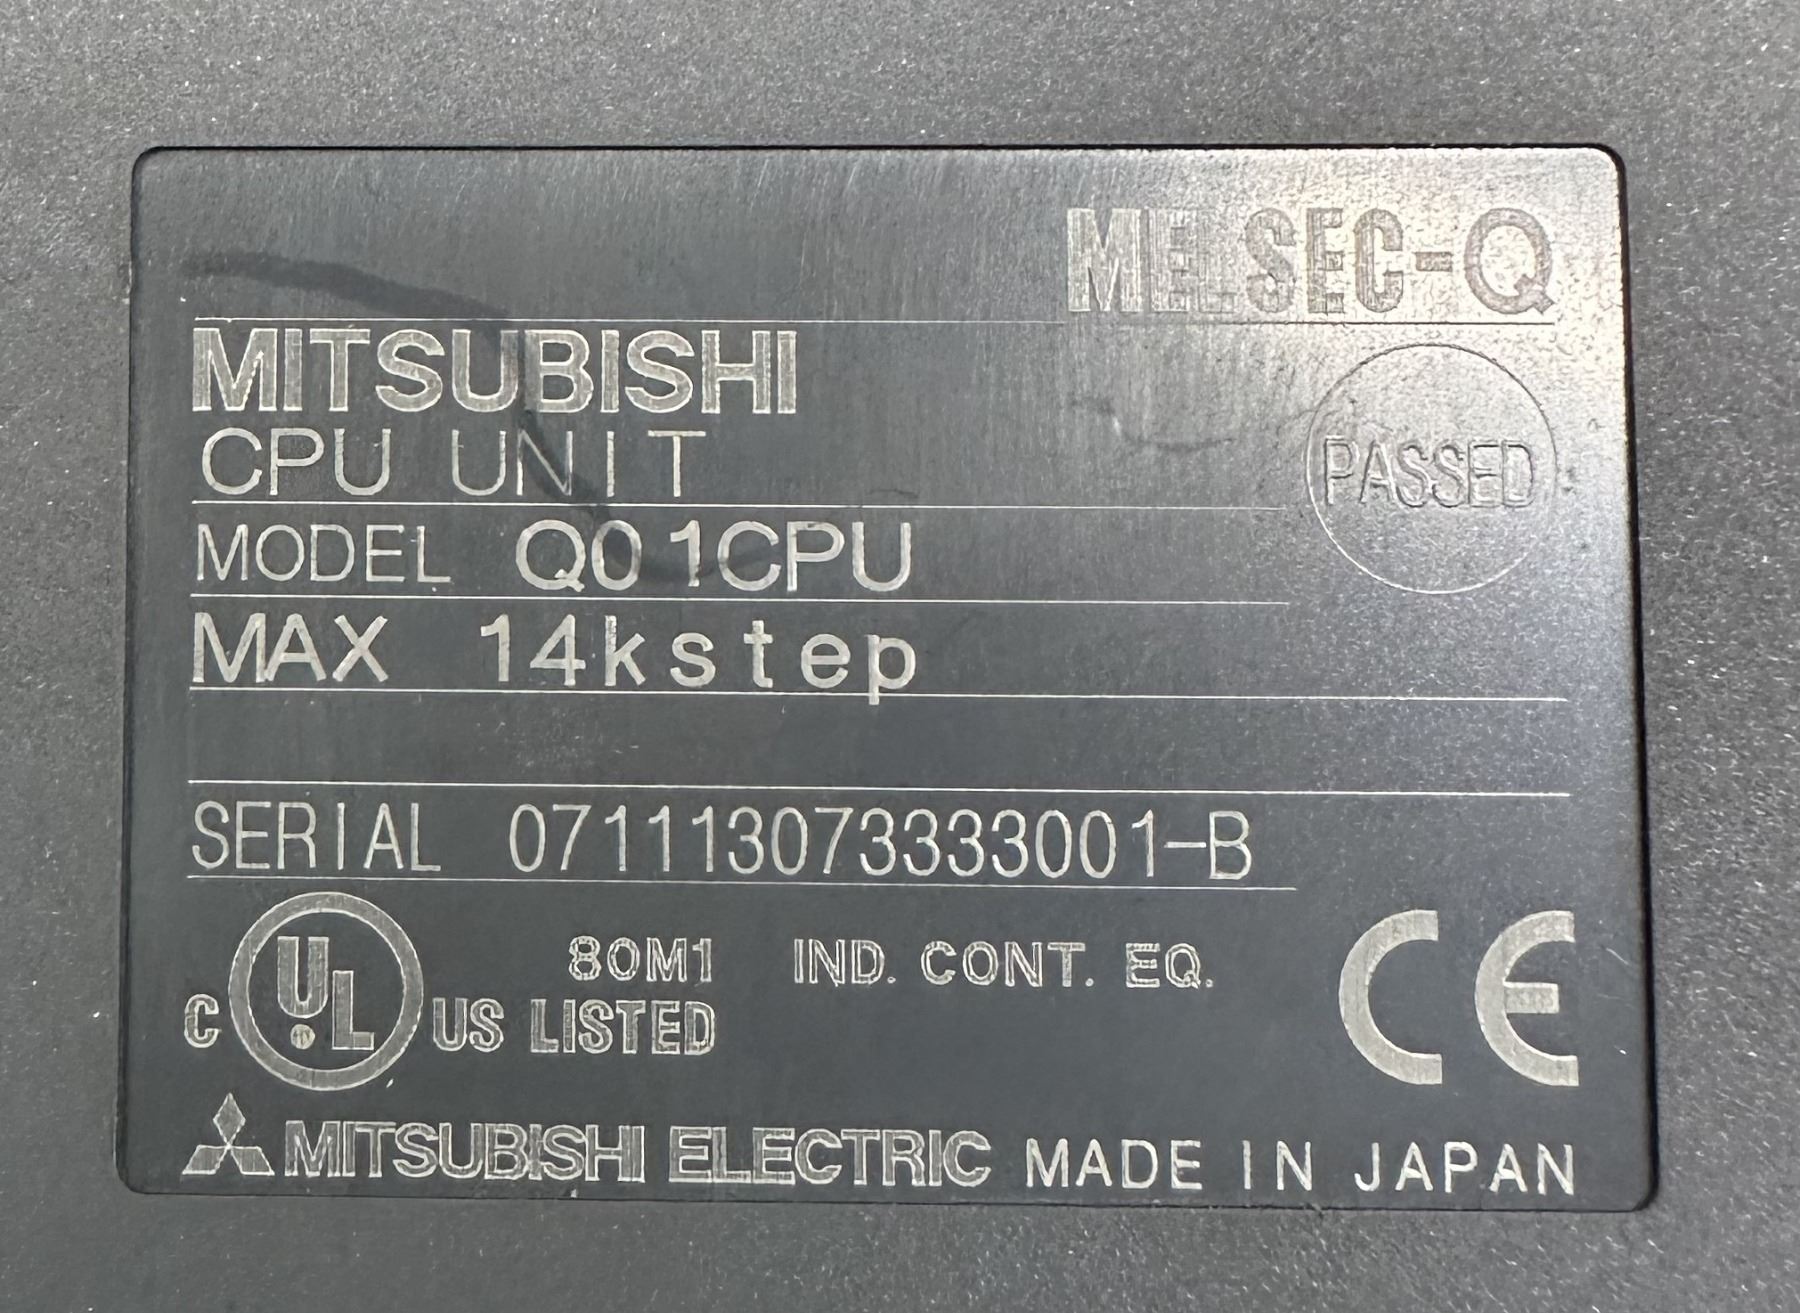 MELSEC-Q
MITSUBISHI
CPU UNIT
PASSED
MODEL Q01CPU
MAX 14kstep
SERIAL 071113073333001-B
C UL US LISTED 80M1 IND. CONT. EQ.
CE
MITSUBISHI ELECTRIC MADE IN JAPAN